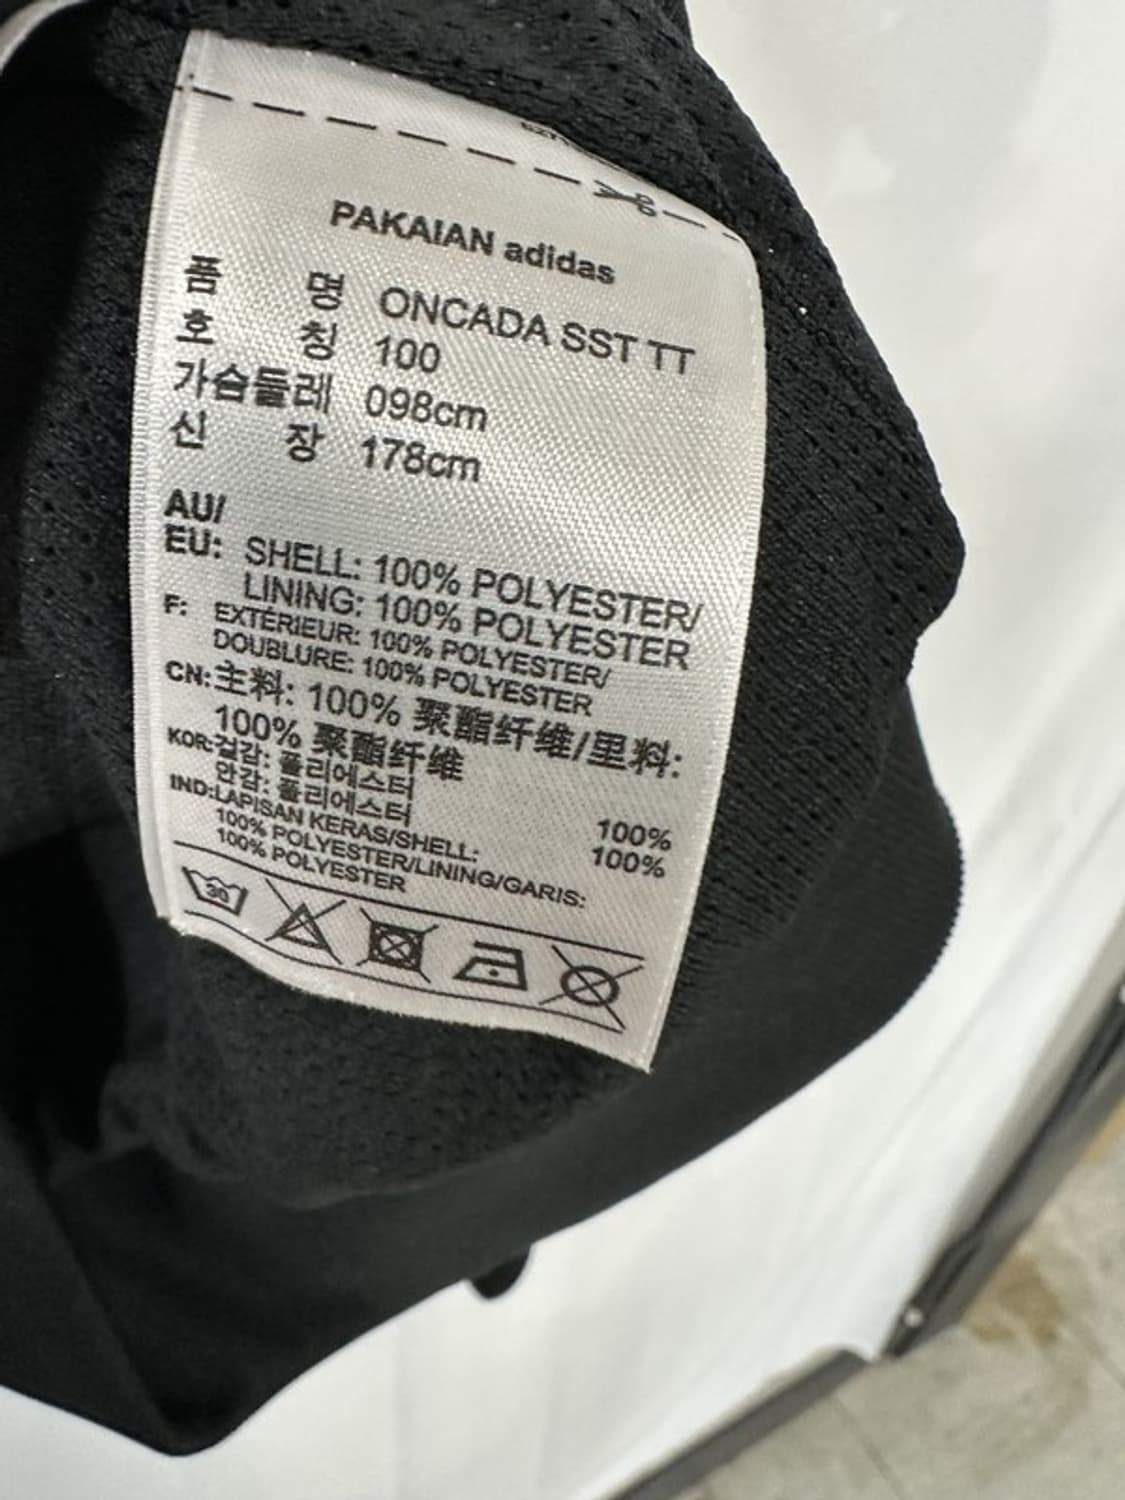 PAKAIAN adidas
품 명 ONCADA SST TT
호 칭 100
가슴둘레 098cm
신 장 178cm
AU/
EU: SHELL: 100% POLYESTER/
LINING: 100% POLYESTER
F: EXTÉRIEUR: 100% POLYESTER/
DOUBLURE: 100% POLYESTER
CN:主料: 100% 聚酯纤维/里料:
100% 聚酯纤维
KOR:겉감: 폴리에스터 100%
안감: 폴리에스터 100%
IND:LAPISAN KERAS/SHELL:
100% POLYESTER/LINING/GARIS:
100% POLYESTER
30